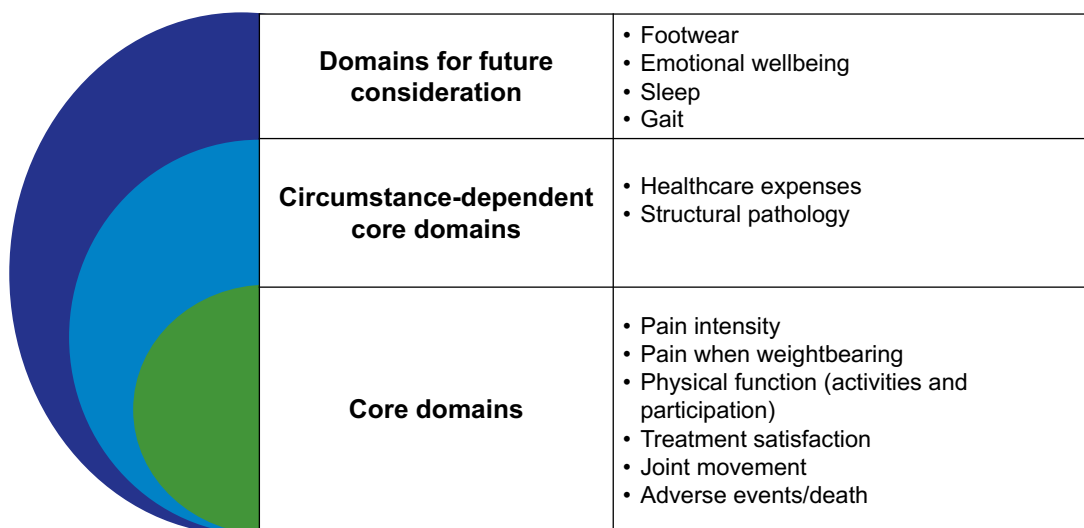 Domains for future
consideration
• Footwear
• Emotional wellbeing
• Sleep
• Gait
Circumstance-dependent
core domains
• Healthcare expenses
• Structural pathology
Core domains
• Pain intensity
• Pain when weightbearing
• Physical function (activities and
participation)
• Treatment satisfaction
• Joint movement
• Adverse events/death